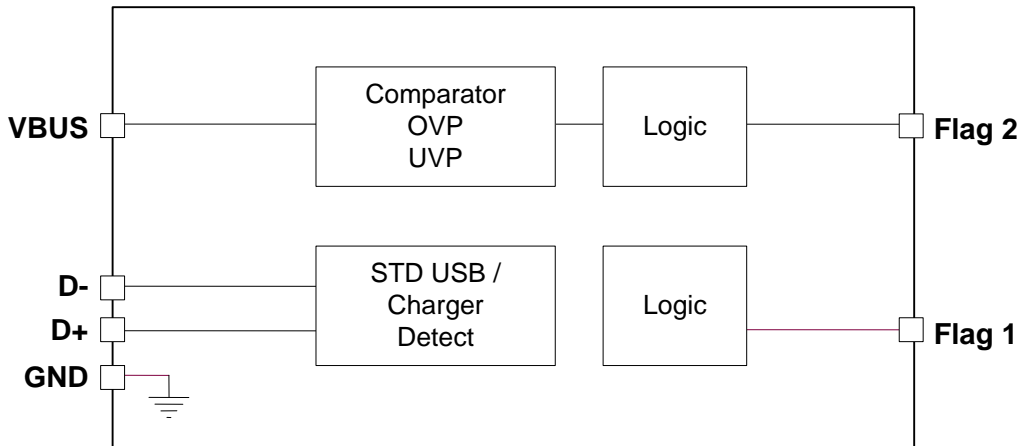 Comparator
OVP
UVP
Logic
VBUS
Flag 2
STD USB /
Charger
Detect
Logic
D-
D+
GND
Flag 1